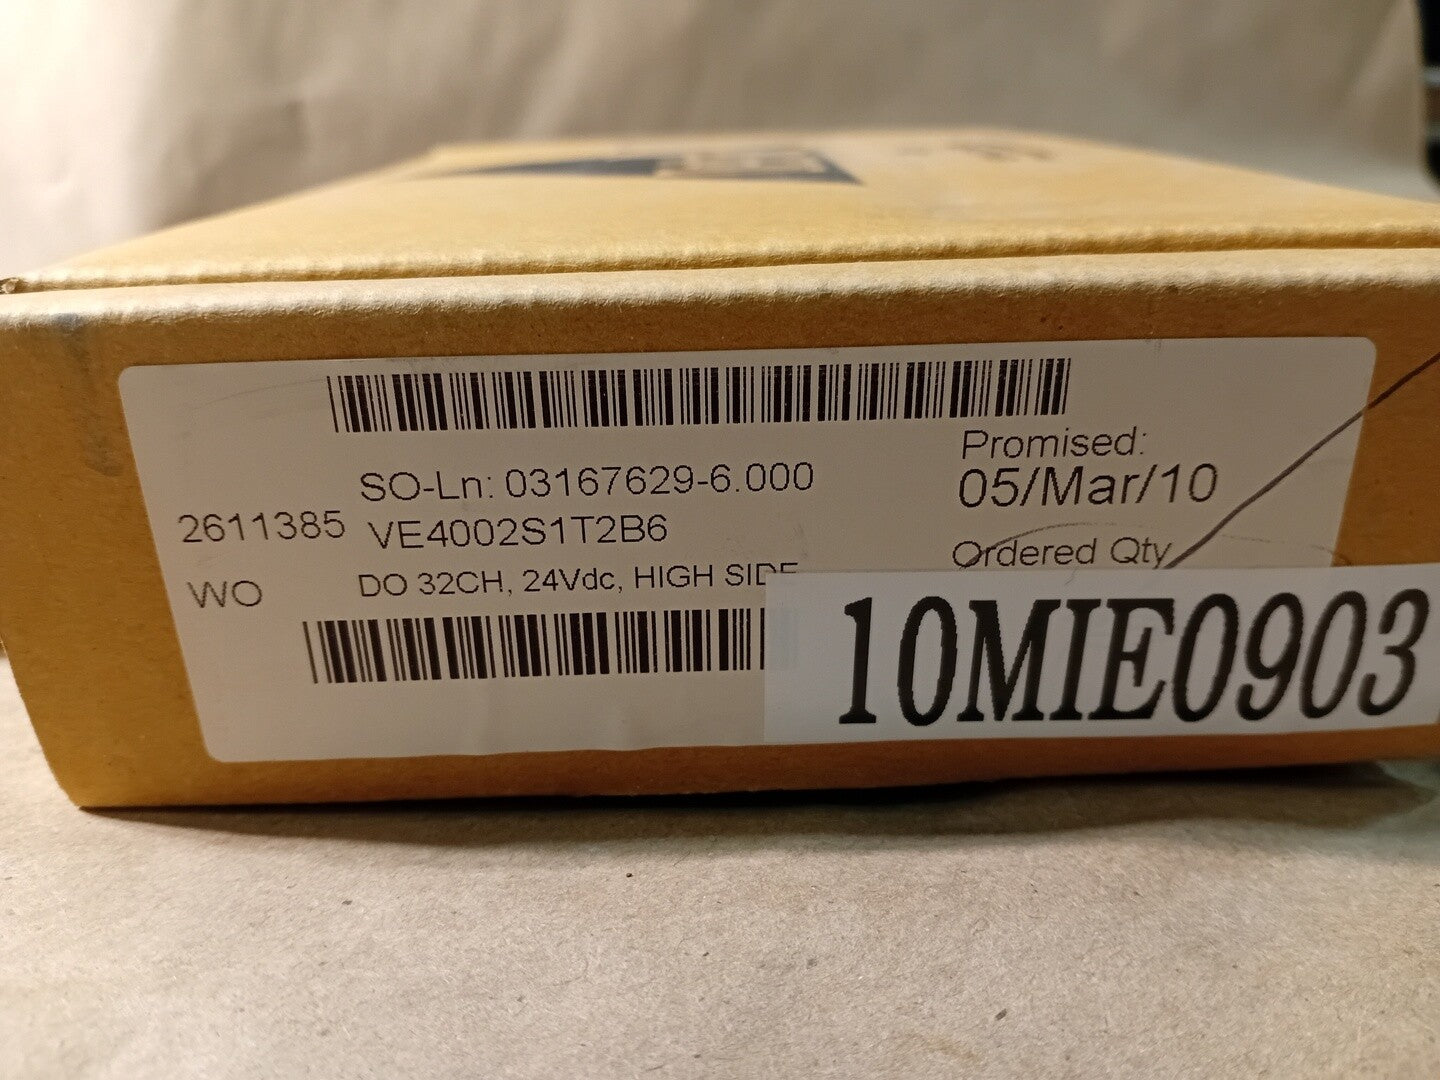 SO-Ln: 03167629-6.000
Promised:
05/Mar/10
2611385
VE4002S1T2B6
Ordered Qty
WO
DO 32CH, 24Vdc, HIGH SIDE
10MIE0903